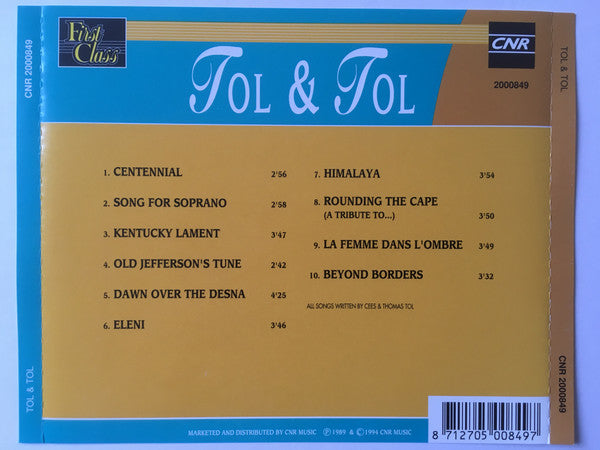 First
Class
TOL & TOL
CNR
2000849
CNR 2000849
TOL & TOL
1. CENTENNIAL 2'56
2. SONG FOR SOPRANO 2'58
3. KENTUCKY LAMENT 3'47
4. OLD JEFFERSON'S TUNE 2'42
5. DAWN OVER THE DESNA 4'25
6. ELENI 3'46
7. HIMALAYA 3'54
8. ROUNDING THE CAPE
(A TRIBUTE TO...) 3'50
9. LA FEMME DANS L'OMBRE 3'49
10. BEYOND BORDERS 3'32
ALL SONGS WRITTEN BY CEES & THOMAS TOL
MARKETED AND DISTRIBUTED BY CNR MUSIC ℗ 1989 & © 1994 CNR MUSIC
8 712705 008497
TOL & TOL
CNR 2000849